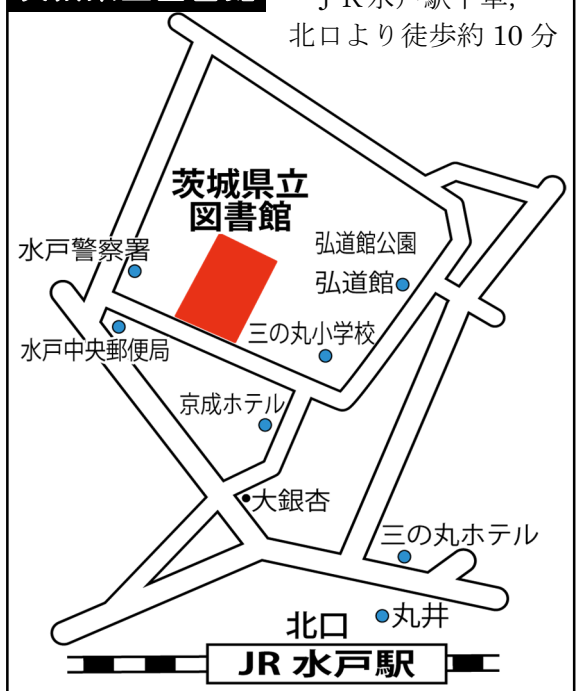 北口より徒歩約 10 分
茨城県立
図書館
水戸警察署
弘道館公園
弘道館
水戸中央郵便局
三の丸小学校
京成ホテル
大銀杏
三の丸ホテル
丸井
北口
JR 水戸駅